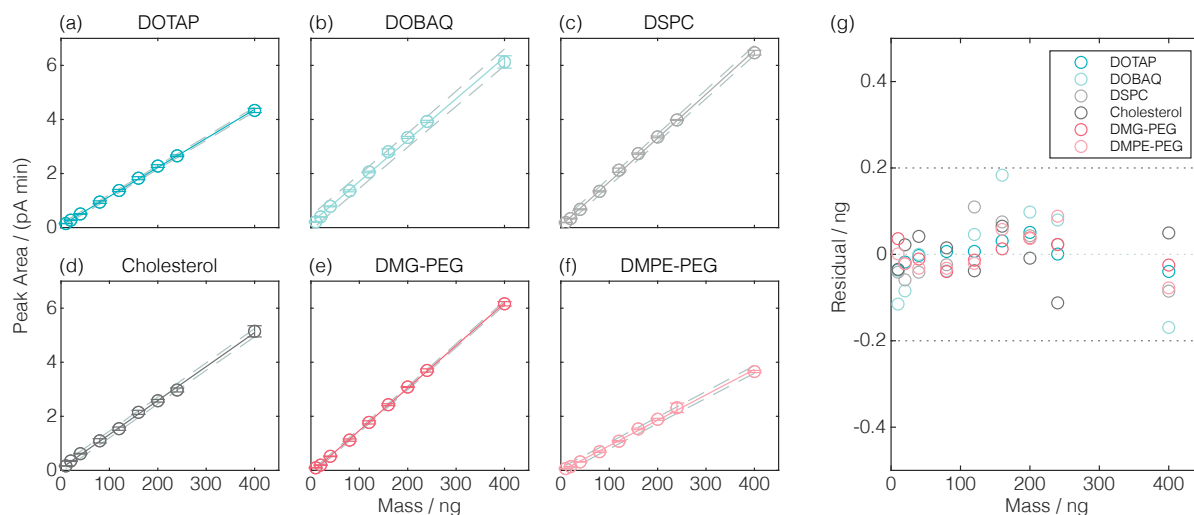 (a) DOTAP
(b) DOBAQ
(c) DSPC
6
4
2
0
(d) Cholesterol
(e) DMG-PEG
(f) DMPE-PEG
6
4
2
0
0 100 200 300 400
0 100 200 300 400
0 100 200 300 400
Peak Area / (pA min)
Mass / ng
(g)
DOTAP
DOBAQ
DSPC
Cholesterol
DMG-PEG
DMPE-PEG
0.4
0.2
0
-0.2
-0.4
0 100 200 300 400
Residual / ng
Mass / ng